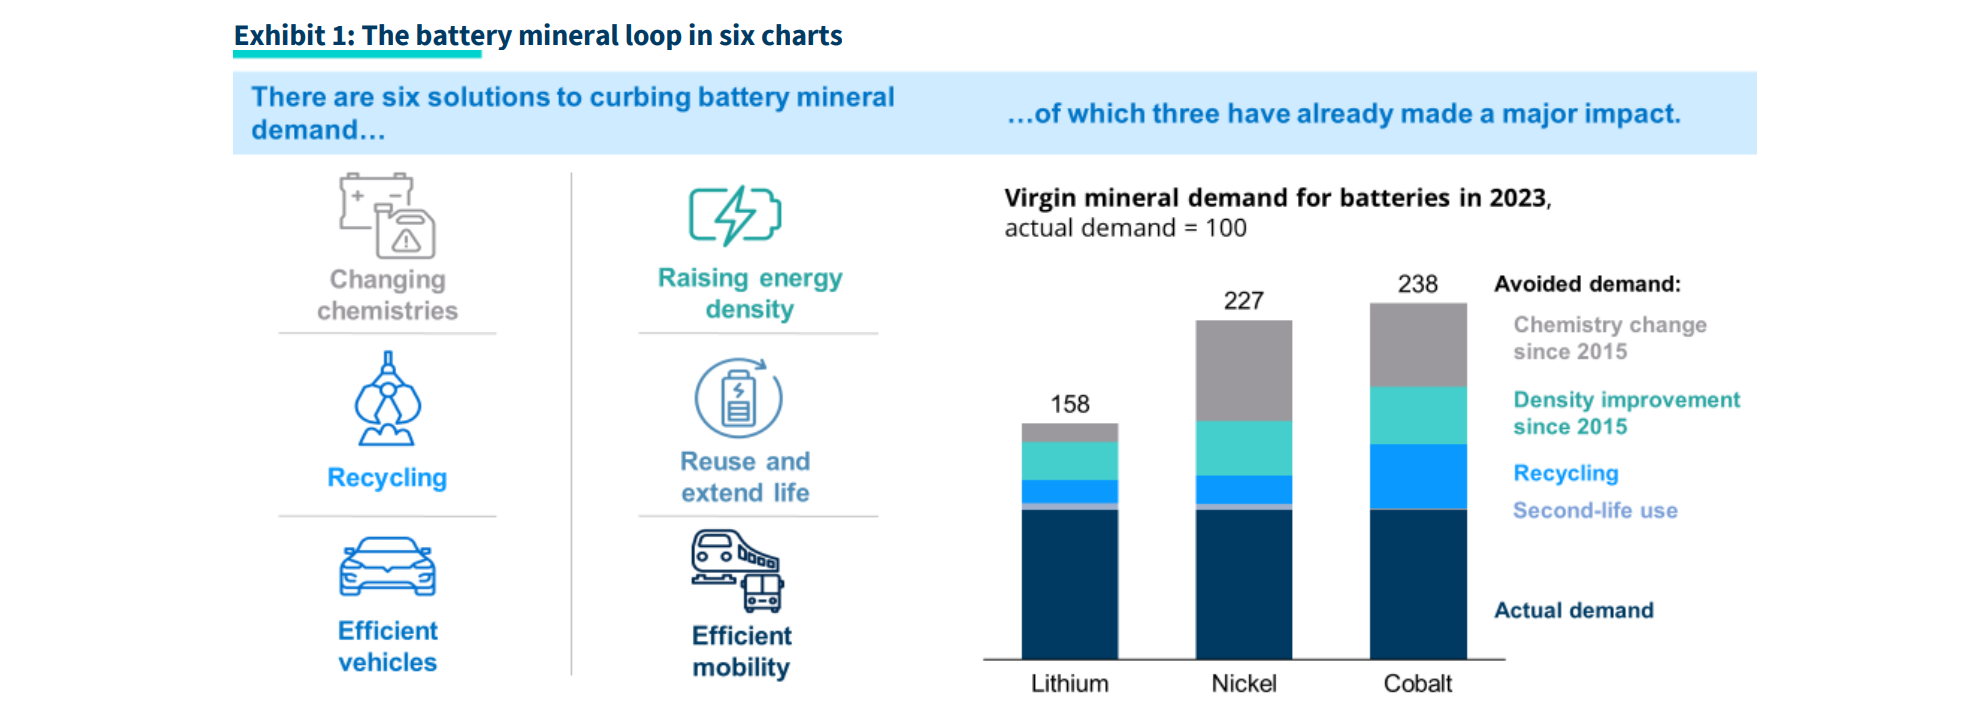 Exhibit 1: The battery mineral loop in six charts
There are six solutions to curbing battery mineral
demand…
…of which three have already made a major impact.
Changing
chemistries
Raising energy
density
Recycling
Reuse and
extend life
Efficient
vehicles
Efficient
mobility
Virgin mineral demand for batteries in 2023,
actual demand = 100
158
227
238
Avoided demand:
Chemistry change
since 2015
Density improvement
since 2015
Recycling
Second-life use
Actual demand
Lithium
Nickel
Cobalt